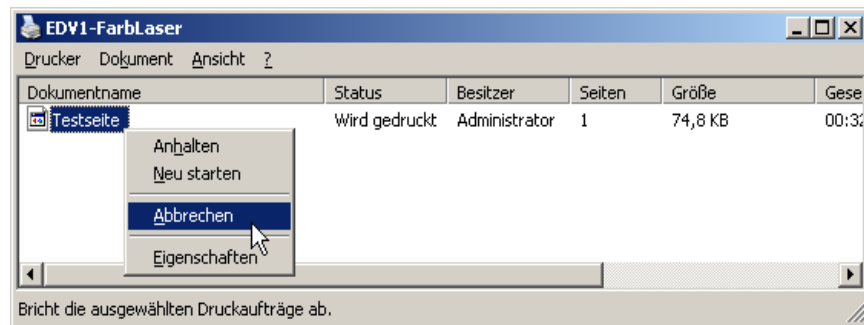 EDV1-FarbLaser
Drucker Dokument Ansicht ?
Dokumentname Status Besitzer Seiten Größe Gese
Testseite Wird gedruckt Administrator 1 74,8 KB 00:32
Anhalten
Neu starten
Abbrechen
Eigenschaften
Bricht die ausgewählten Druckaufträge ab.